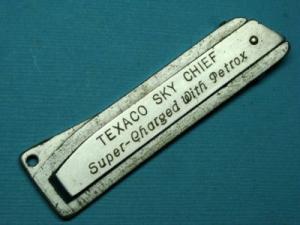 TEXACO SKY CHIEF
Super-Charged With Petrox